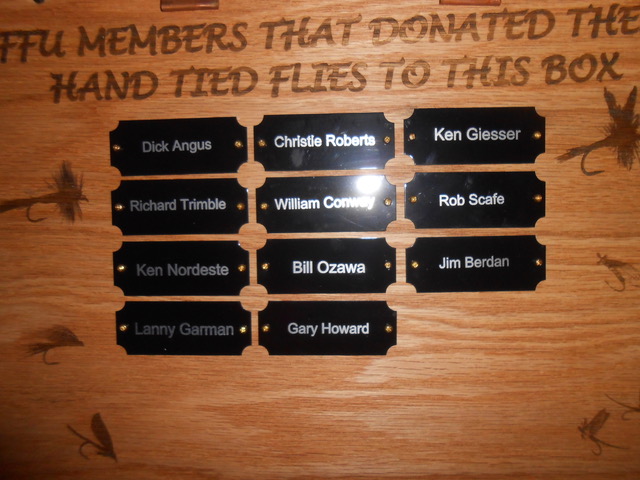 FFU MEMBERS THAT DONATED THE
HAND TIED FLIES TO THIS BOX
Dick Angus
Christie Roberts
Ken Giesser
Richard Trimble
William Conway
Rob Scafe
Ken Nordeste
Bill Ozawa
Jim Berdan
Lanny Garman
Gary Howard